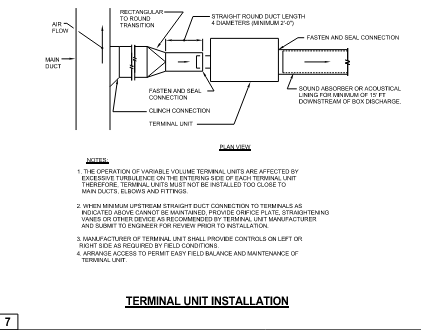 RECTANGULAR
TO ROUND
TRANSITION
STRAIGHT ROUND DUCT LENGTH
4 DIAMETERS (MINIMUM 2'-0")
AIR
FLOW
FASTEN AND SEAL CONNECTION
MAIN
DUCT
FASTEN AND SEAL
CONNECTION
SOUND ABSORBER OR ACOUSTICAL
LINING FOR MINIMUM OF 15' FT
DOWNSTREAM OF BOX DISCHARGE.
CLINCH CONNECTION
TERMINAL UNIT
PLAN VIEW
NOTES:
1. THE OPERATION OF VARIABLE VOLUME TERMINAL UNITS ARE AFFECTED BY
EXCESSIVE TURBULENCE ON THE ENTERING SIDE OF EACH TERMINAL UNIT
THEREFORE, TERMINAL UNITS MUST NOT BE INSTALLED TOO CLOSE TO
MAIN DUCTS, ELBOWS AND FITTINGS.
2. WHEN MINIMUM UPSTREAM STRAIGHT DUCT CONNECTION TO TERMINALS AS
INDICATED ABOVE CANNOT BE MAINTAINED, PROVIDE ORIFICE PLATE, STRAIGHTENING
VANES OR OTHER DEVICE AS RECOMMENDED BY TERMINAL UNIT MANUFACTURER
AND SUBMIT TO ENGINEER FOR REVIEW PRIOR TO INSTALLATION.
3. MANUFACTURER OF TERMINAL UNIT SHALL PROVIDE CONTROLS ON LEFT OR
RIGHT SIDE AS REQUIRED BY FIELD CONDITIONS.
4. ARRANGE ACCESS TO PERMIT EASY FIELD BALANCE AND MAINTENANCE OF
TERMINAL UNIT.
TERMINAL UNIT INSTALLATION
7